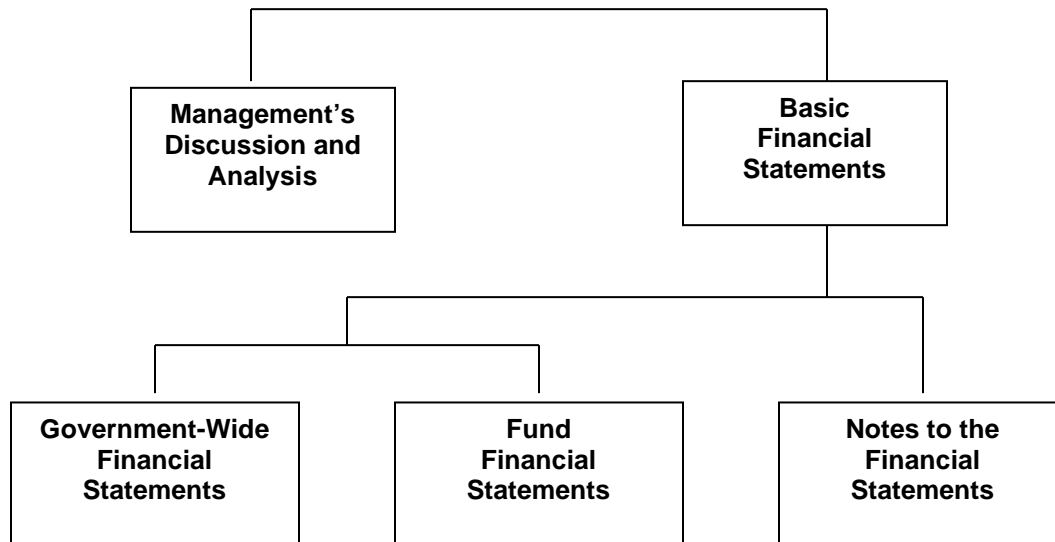 Management’s
Discussion and
Analysis
Basic
Financial
Statements
Government-Wide
Financial
Statements
Fund
Financial
Statements
Notes to the
Financial
Statements